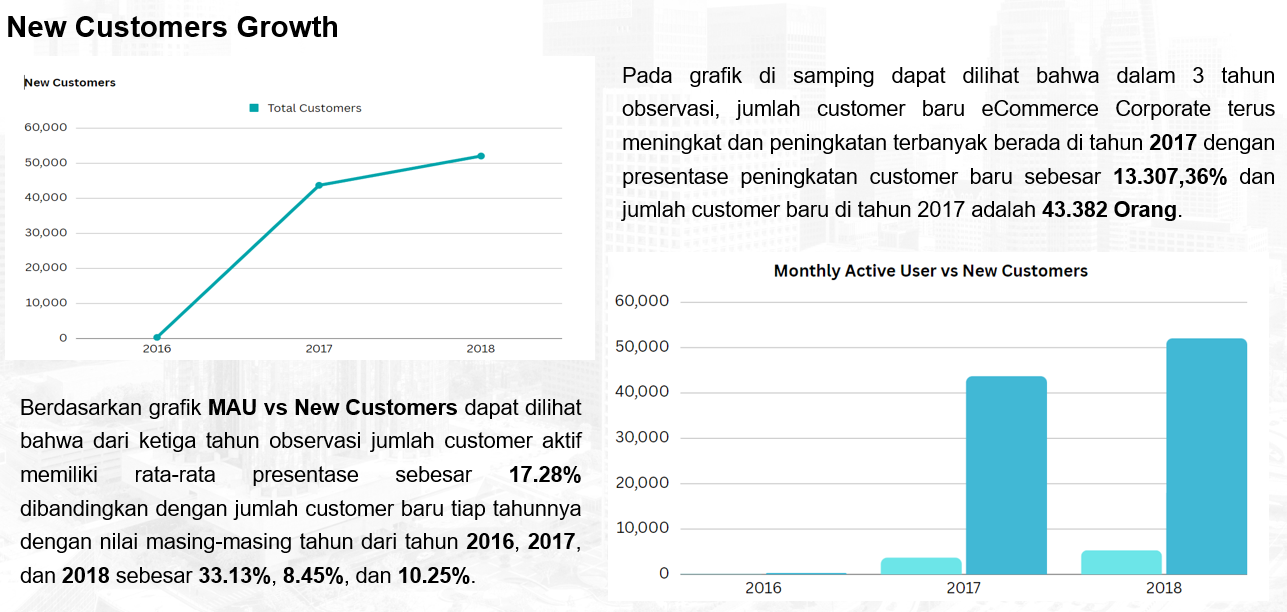 New Customers Growth
New Customers
Total Customers
60,000
50,000
40,000
30,000
20,000
10,000
0
2016
2017
2018
Pada grafik di samping dapat dilihat bahwa dalam 3 tahun
observasi, jumlah customer baru eCommerce Corporate terus
meningkat dan peningkatan terbanyak berada di tahun 2017 dengan
presentase peningkatan customer baru sebesar 13.307,36% dan
jumlah customer baru di tahun 2017 adalah 43.382 Orang.
Berdasarkan grafik MAU vs New Customers dapat dilihat
bahwa dari ketiga tahun observasi jumlah customer aktif
memiliki rata-rata presentase sebesar 17.28%
dibandingkan dengan jumlah customer baru tiap tahunnya
dengan nilai masing-masing tahun dari tahun 2016, 2017,
dan 2018 sebesar 33.13%, 8.45%, dan 10.25%.
Monthly Active User vs New Customers
60,000
50,000
40,000
30,000
20,000
10,000
0
2016
2017
2018